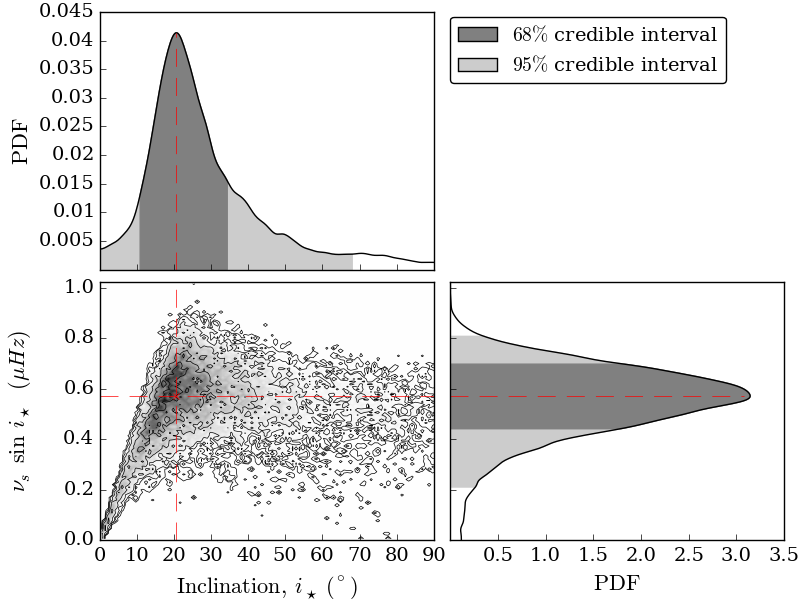 0.045
0.04
0.035
0.03
0.025
0.02
0.015
0.01
0.005
PDF
68% credible interval
95% credible interval
1.0
0.8
0.6
0.4
0.2
0.0
ν_s sin i_⋆ (μHz)
0 10 20 30 40 50 60 70 80 90
Inclination, i_⋆ (°)
0.5 1.0 1.5 2.0 2.5 3.0 3.5
PDF